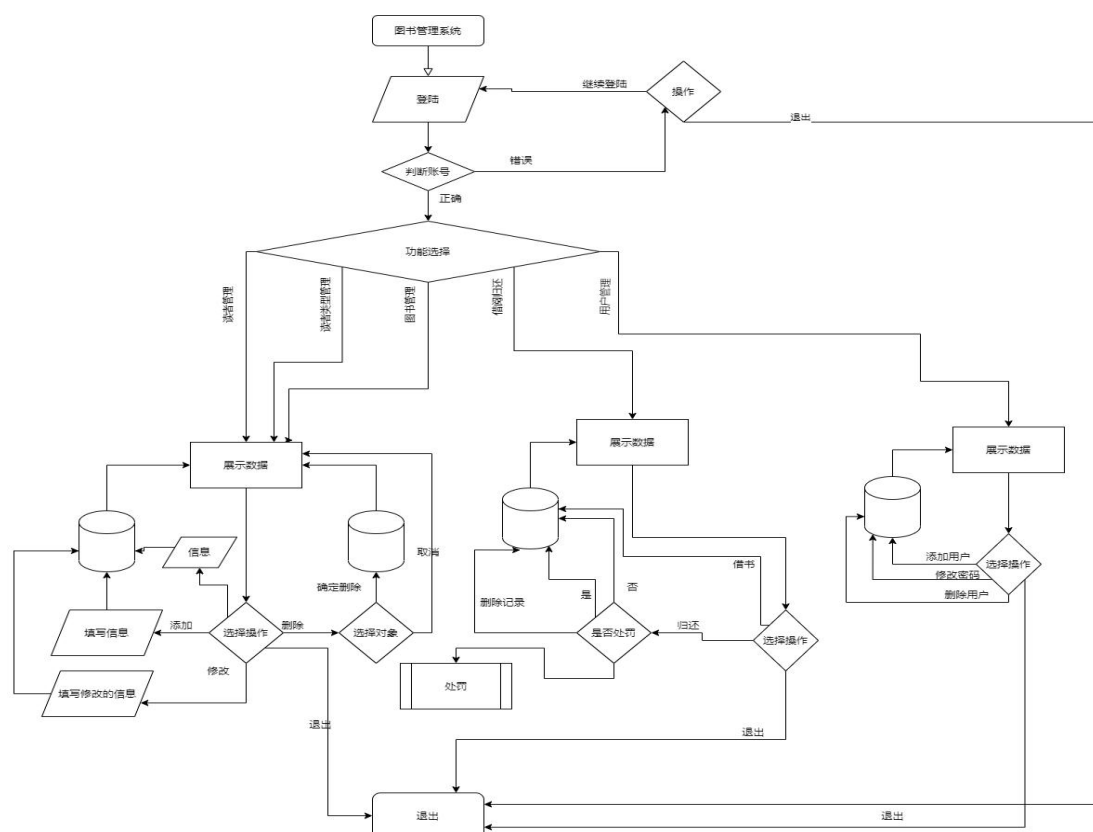 图书管理系统
继续登陆
操作
登陆
退出
错误
判断账号
正确
功能选择
读者管理
读者类型管理
图书管理
借阅归还
用户管理
展示数据
展示数据
展示数据
信息
取消
添加用户
选择操作
修改密码
删除用户
借书
确定删除
删除记录
是
否
填写信息
添加
选择操作
删除
选择对象
是否处罚
归还
选择操作
修改
填写修改的信息
处罚
退出
退出
退出
退出